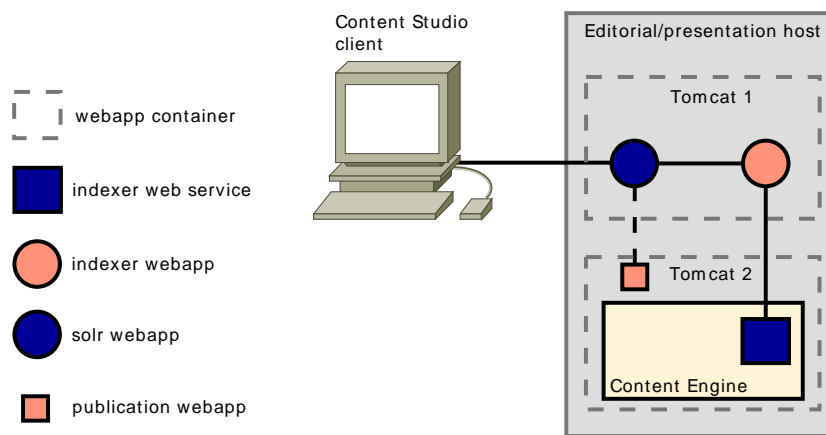 Content Studio
client
Editorial/presentation host
Tomcat 1
webapp container
indexer web service
indexer webapp
Tomcat 2
solr webapp
Content Engine
publication webapp